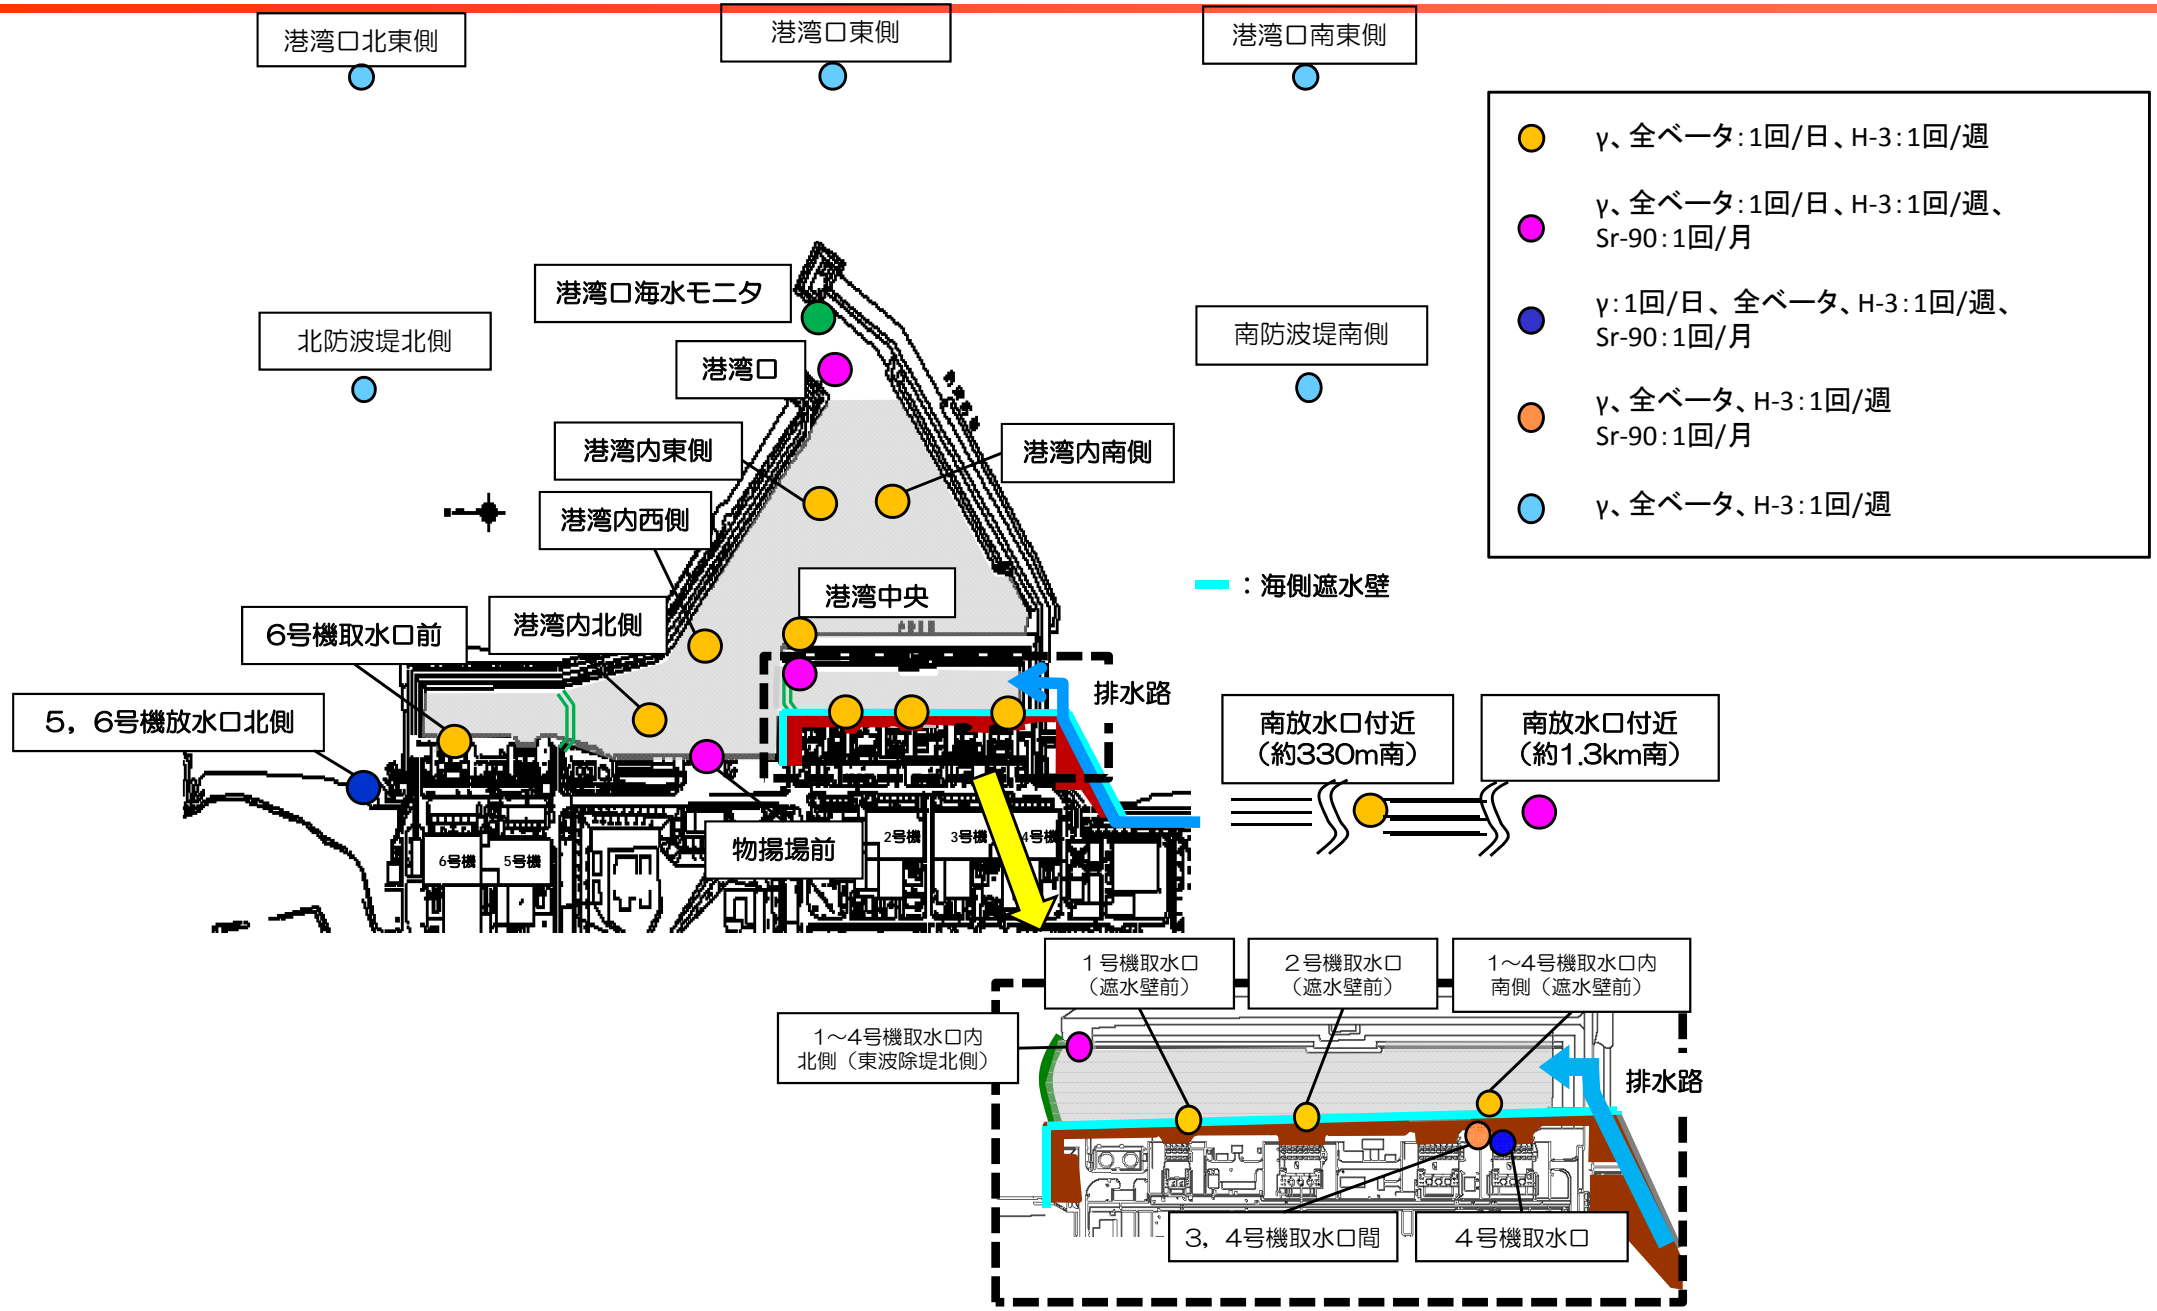 港湾口北東側
港湾口東側
港湾口南東側
γ、全ベータ：1回/日、H-3：1回/週
γ、全ベータ：1回/日、H-3：1回/週、
Sr-90：1回/月
γ：1回/日、全ベータ、H-3：1回/週、
Sr-90：1回/月
γ、全ベータ、H-3：1回/週
Sr-90：1回/月
γ、全ベータ、H-3：1回/週
港湾口海水モニタ
北防波堤北側
港湾口
南防波堤南側
港湾内東側
港湾内南側
港湾内西側
：海側遮水壁
港湾中央
港湾内北側
6号機取水口前
排水路
5，6号機放水口北側
南放水口付近
（約330m南）
南放水口付近
（約1.3km南）
物揚場前
2号機
3号機
4号機
6号機
5号機
1号機取水口
（遮水壁前）
2号機取水口
（遮水壁前）
1～4号機取水口内
南側（遮水壁前）
1～4号機取水口内
北側（東波除堤北側）
排水路
3，4号機取水口間
4号機取水口